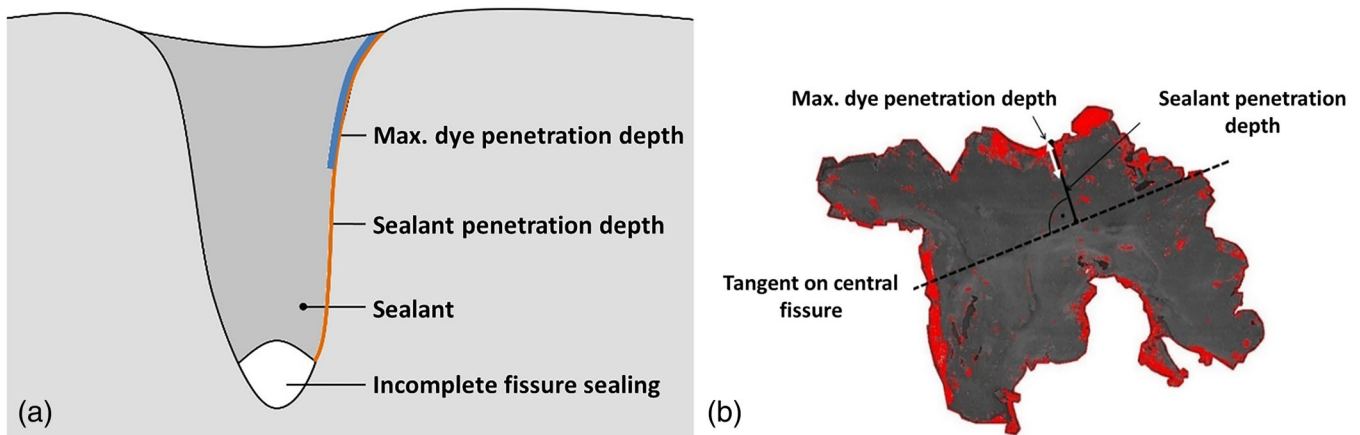 Max. dye penetration depth
Sealant penetration depth
Sealant
Incomplete fissure sealing
(a)
Max. dye penetration depth
Sealant penetration
depth
Tangent on central
fissure
(b)